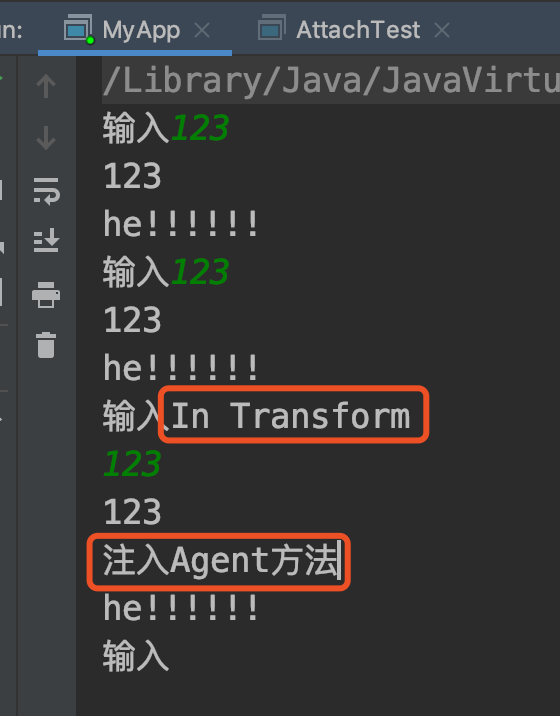 n: MyApp AttachTest
/Library/Java/JavaVirtu
输入123
123
he!!!!!!
输入123
123
he!!!!!!
输入In Transform
123
123
注入Agent方法
he!!!!!!
输入